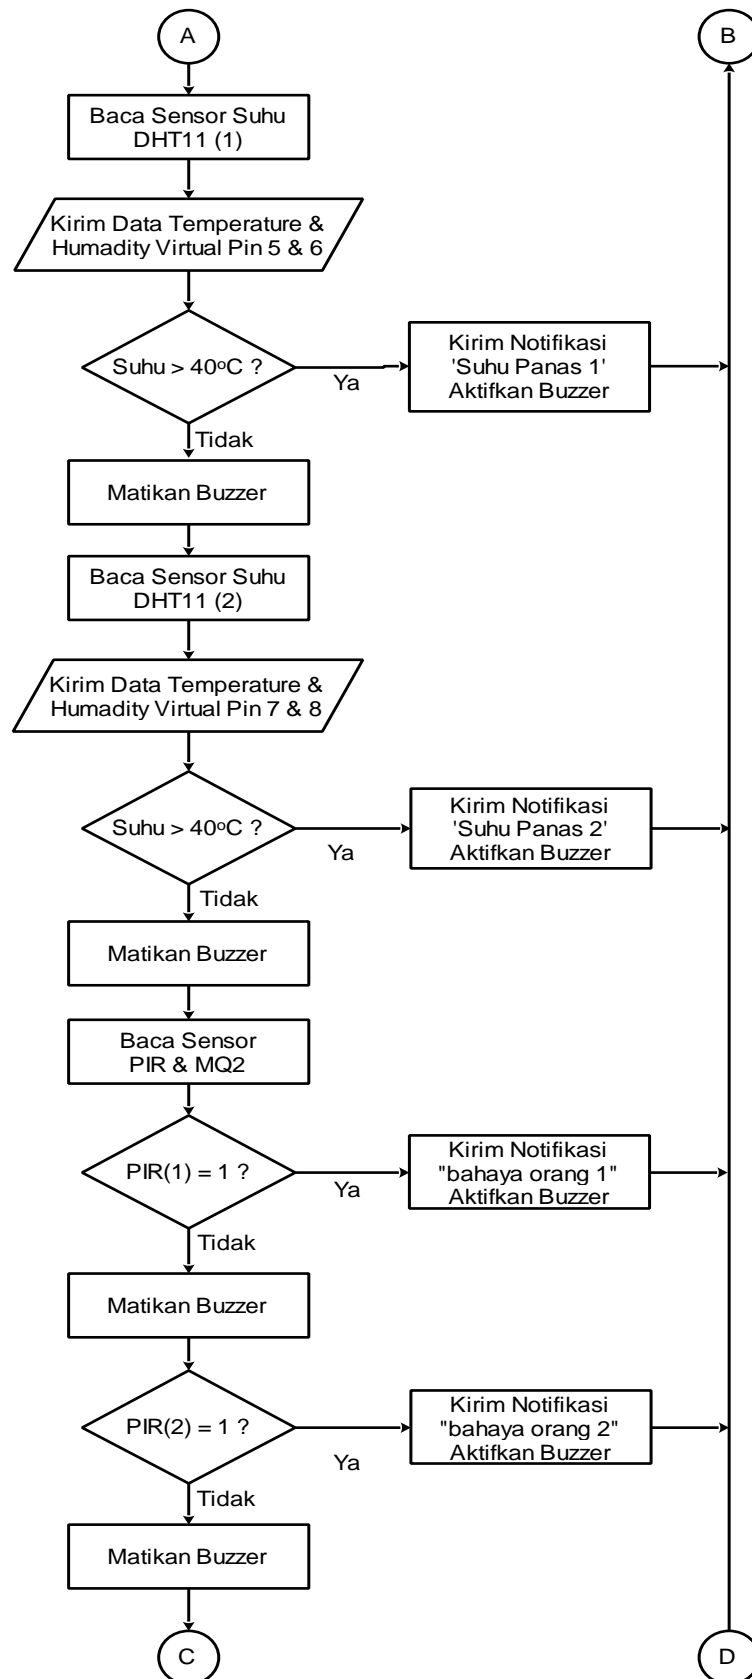 A
B
Baca Sensor Suhu
DHT11 (1)
Kirim Data Temperature &
Humadity Virtual Pin 5 & 6
Suhu > 40oC ?
Ya
Kirim Notifikasi
'Suhu Panas 1'
Aktifkan Buzzer
Tidak
Matikan Buzzer
Baca Sensor Suhu
DHT11 (2)
Kirim Data Temperature &
Humadity Virtual Pin 7 & 8
Suhu > 40oC ?
Ya
Kirim Notifikasi
'Suhu Panas 2'
Aktifkan Buzzer
Tidak
Matikan Buzzer
Baca Sensor
PIR & MQ2
PIR(1) = 1 ?
Ya
Kirim Notifikasi
"bahaya orang 1"
Aktifkan Buzzer
Tidak
Matikan Buzzer
PIR(2) = 1 ?
Ya
Kirim Notifikasi
"bahaya orang 2"
Aktifkan Buzzer
Tidak
Matikan Buzzer
C
D